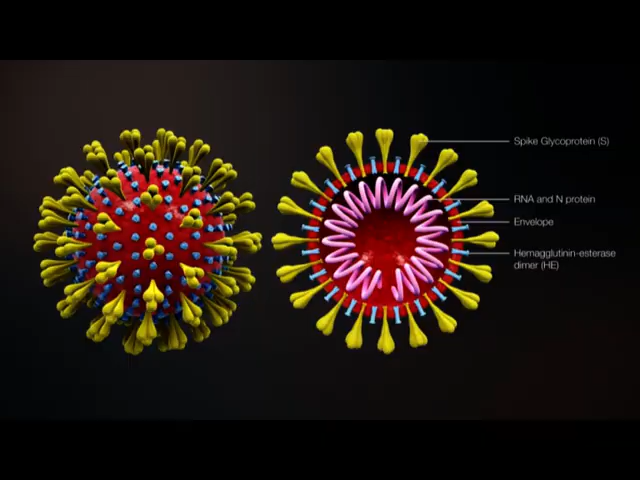 Spike Glycoprotein (S)
RNA and N protein
Envelope
Hemagglutinin-esterase
dimer (HE)